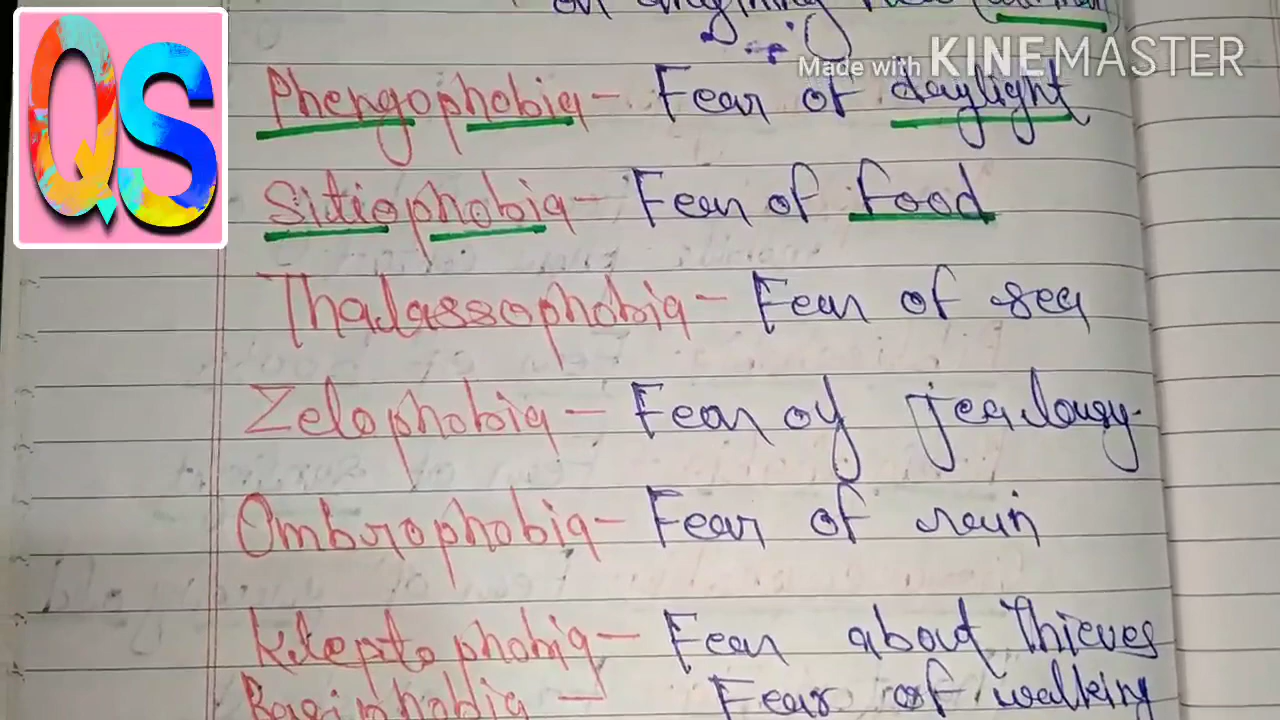 QS
Made with KINEMASTER
Phengophobia - Fear of daylight
Sitiophobia - Fear of food
Thalassophobia - Fear of sea
Zelophobia - Fear of jealousy
Ombrophobia - Fear of rain
Kleptophobia - Fear about Thieves
Fear of walking